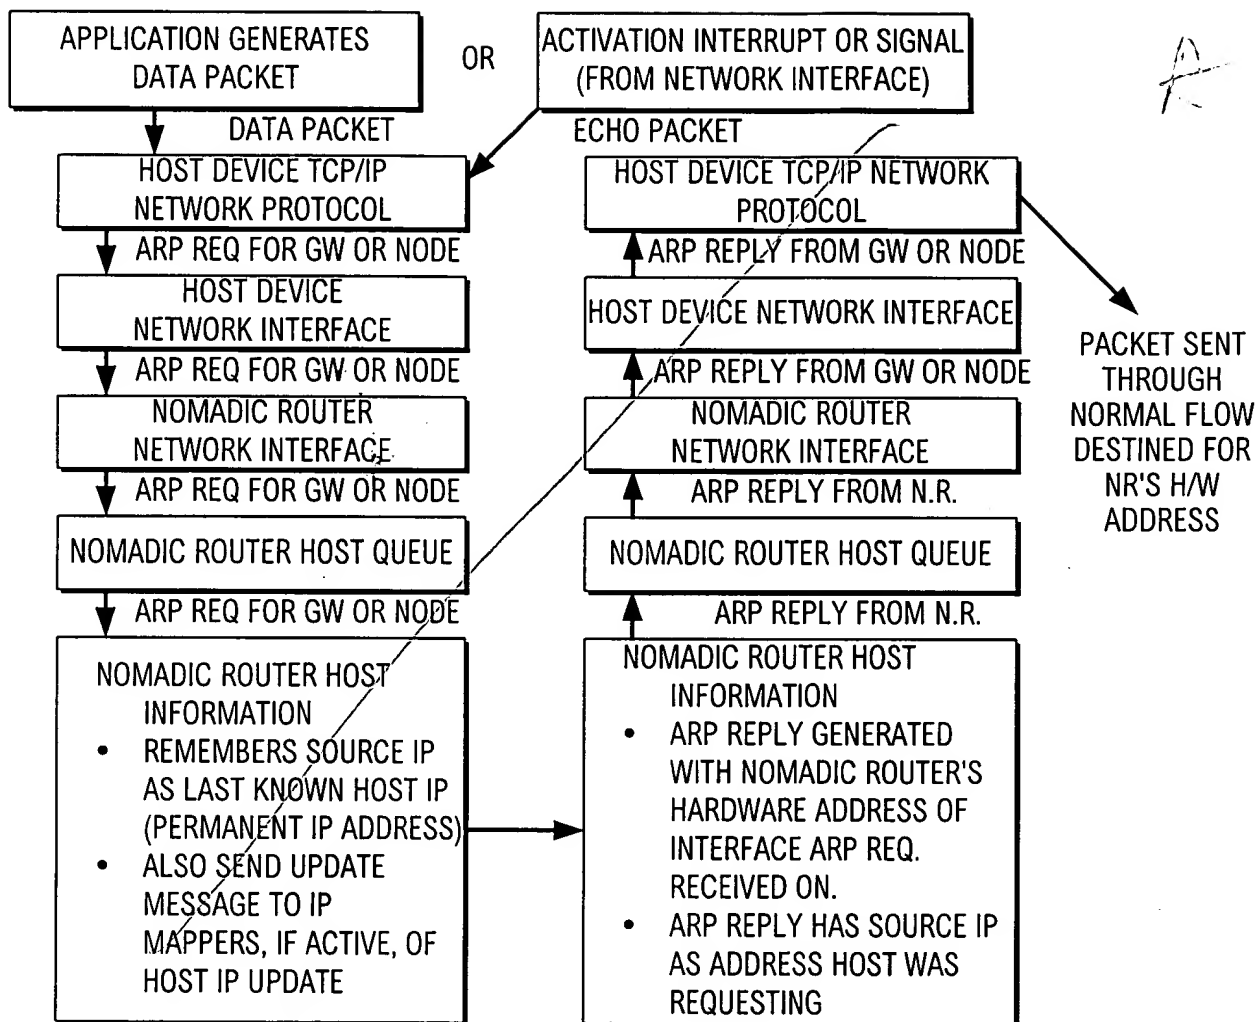 APPLICATION GENERATES
DATA PACKET
OR
ACTIVATION INTERRUPT OR SIGNAL
(FROM NETWORK INTERFACE)
DATA PACKET
ECHO PACKET
HOST DEVICE TCP/IP
NETWORK PROTOCOL
ARP REQ FOR GW OR NODE
HOST DEVICE
NETWORK INTERFACE
ARP REQ FOR GW OR NODE
NOMADIC ROUTER
NETWORK INTERFACE
ARP REQ FOR GW OR NODE
NOMADIC ROUTER HOST QUEUE
ARP REQ FOR GW OR NODE
NOMADIC ROUTER HOST
INFORMATION
• REMEMBERS SOURCE IP
AS LAST KNOWN HOST IP
(PERMANENT IP ADDRESS)
• ALSO SEND UPDATE
MESSAGE TO IP
MAPPERS, IF ACTIVE, OF
HOST IP UPDATE
HOST DEVICE TCP/IP NETWORK
PROTOCOL
ARP REPLY FROM GW OR NODE
HOST DEVICE NETWORK INTERFACE
ARP REPLY FROM GW OR NODE
NOMADIC ROUTER
NETWORK INTERFACE
ARP REPLY FROM N.R.
NOMADIC ROUTER HOST QUEUE
ARP REPLY FROM N.R.
NOMADIC ROUTER HOST
INFORMATION
• ARP REPLY GENERATED
WITH NOMADIC ROUTER'S
HARDWARE ADDRESS OF
INTERFACE ARP REQ.
RECEIVED ON.
• ARP REPLY HAS SOURCE IP
AS ADDRESS HOST WAS
REQUESTING
PACKET SENT
THROUGH
NORMAL FLOW
DESTINED FOR
NR'S H/W
ADDRESS